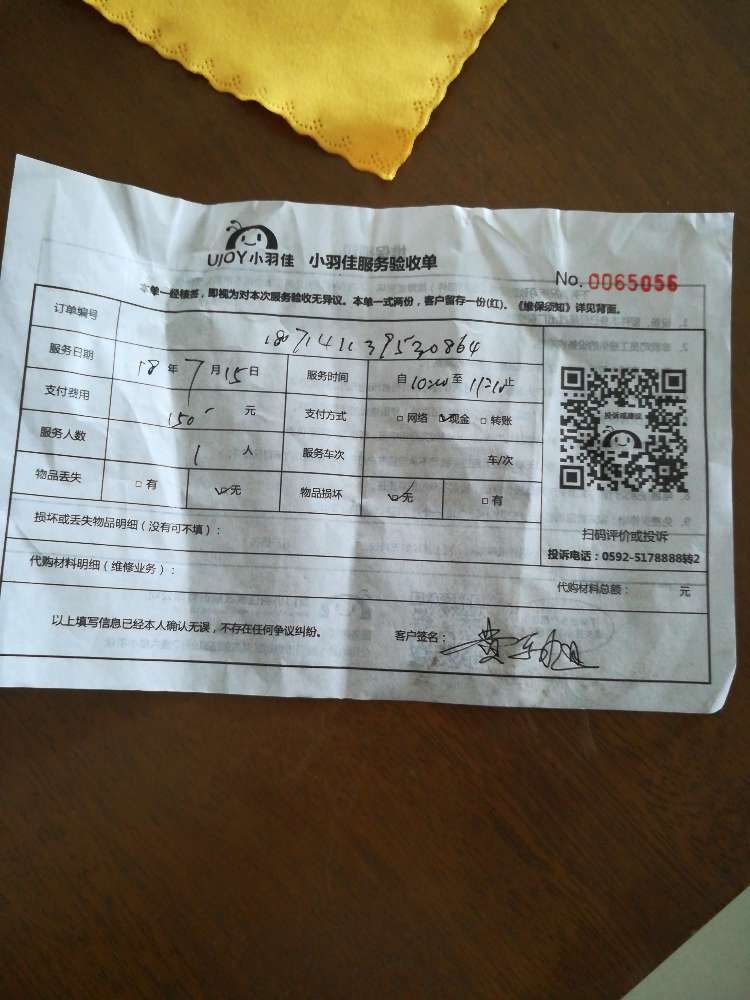 UJOY小羽佳 小羽佳服务验收单
No. 0065056
本单一经核签，即视为对本次服务验收无异议。本单一式两份，客户留存一份(红)。《维保须知》详见背面。
订单编号
服务日期 18 年 7 月 15 日 服务时间 自 至 止
支付费用 150 元 支付方式 网络 现金 转账
服务人数 1 人 服务车次 车/次
物品丢失 有 无 物品损坏 无 有
投诉或建议
扫码评价或投诉
投诉电话：0592-5178888转2
损坏或丢失物品明细（没有可不填）：
代购材料明细（维修业务）： 代购材料总额： 元
以上填写信息已经本人确认无误，不存在任何争议纠纷。 客户签名：